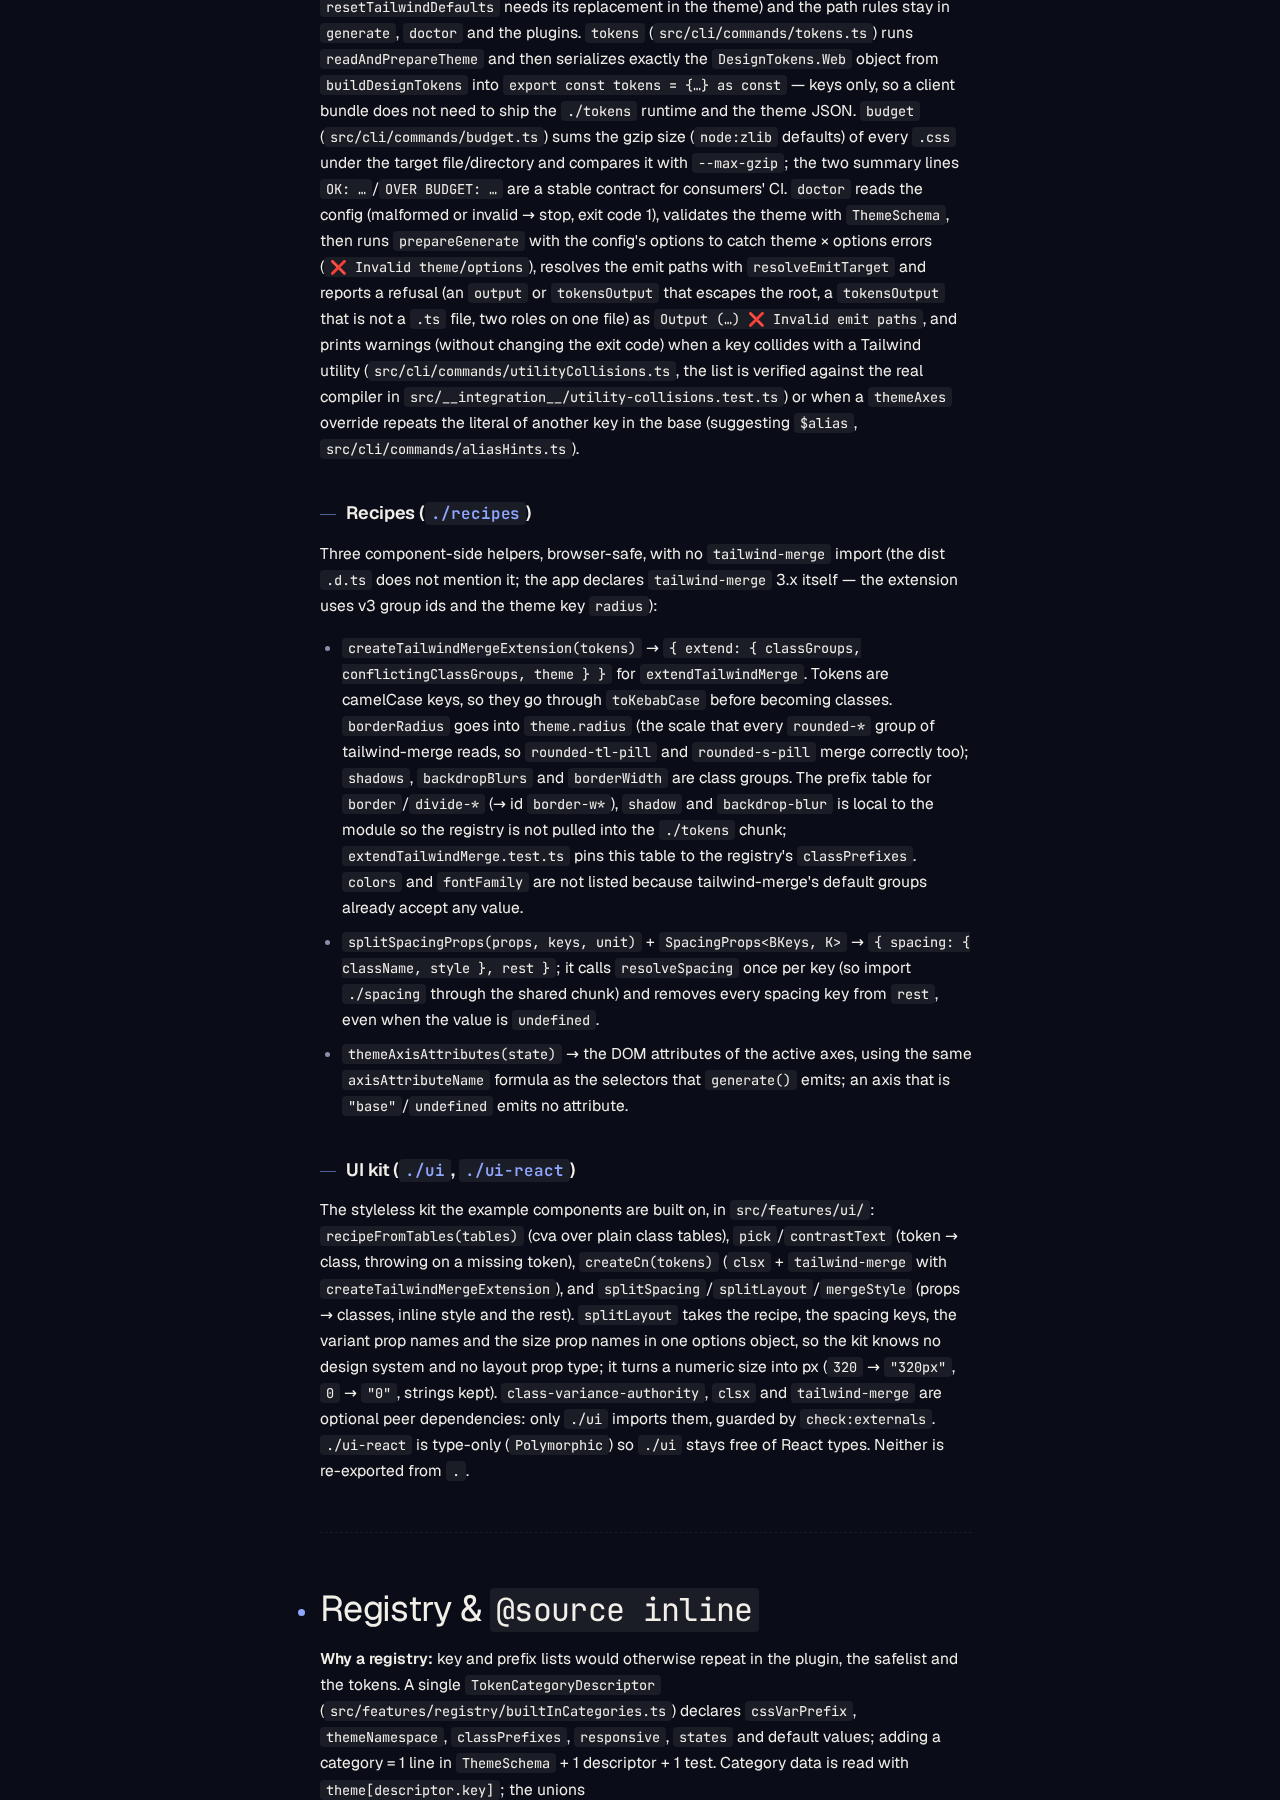 resetTailwindDefaults needs its replacement in the theme) and the path rules stay in
generate, doctor and the plugins. tokens (src/cli/commands/tokens.ts) runs
readAndPrepareTheme and then serializes exactly the DesignTokens.Web object from
buildDesignTokens into export const tokens = {…} as const — keys only, so a client
bundle does not need to ship the ./tokens runtime and the theme JSON. budget
(src/cli/commands/budget.ts) sums the gzip size (node:zlib defaults) of every .css
under the target file/directory and compares it with --max-gzip; the two summary lines
OK: …/OVER BUDGET: … are a stable contract for consumers' CI. doctor reads the
config (malformed or invalid → stop, exit code 1), validates the theme with ThemeSchema,
then runs prepareGenerate with the config's options to catch theme × options errors
(❌ Invalid theme/options), resolves the emit paths with resolveEmitTarget and
reports a refusal (an output or tokensOutput that escapes the root, a tokensOutput
that is not a .ts file, two roles on one file) as Output (…) ❌ Invalid emit paths, and
prints warnings (without changing the exit code) when a key collides with a Tailwind
utility (src/cli/commands/utilityCollisions.ts, the list is verified against the real
compiler in src/__integration__/utility-collisions.test.ts) or when a themeAxes
override repeats the literal of another key in the base (suggesting $alias,
src/cli/commands/aliasHints.ts).
— Recipes (./recipes)
Three component-side helpers, browser-safe, with no tailwind-merge import (the dist
.d.ts does not mention it; the app declares tailwind-merge 3.x itself — the extension
uses v3 group ids and the theme key radius):
• createTailwindMergeExtension(tokens) → { extend: { classGroups,
conflictingClassGroups, theme } } for extendTailwindMerge. Tokens are
camelCase keys, so they go through toKebabCase before becoming classes.
borderRadius goes into theme.radius (the scale that every rounded-* group of
tailwind-merge reads, so rounded-tl-pill and rounded-s-pill merge correctly too);
shadows, backdropBlurs and borderWidth are class groups. The prefix table for
border/divide-* (→ id border-w*), shadow and backdrop-blur is local to the
module so the registry is not pulled into the ./tokens chunk;
extendTailwindMerge.test.ts pins this table to the registry's classPrefixes.
colors and fontFamily are not listed because tailwind-merge's default groups
already accept any value.
• splitSpacingProps(props, keys, unit) + SpacingProps<BKeys, K> → { spacing: {
className, style }, rest }; it calls resolveSpacing once per key (so import
./spacing through the shared chunk) and removes every spacing key from rest,
even when the value is undefined.
• themeAxisAttributes(state) → the DOM attributes of the active axes, using the same
axisAttributeName formula as the selectors that generate() emits; an axis that is
"base"/undefined emits no attribute.
— UI kit (./ui, ./ui-react)
The styleless kit the example components are built on, in src/features/ui/:
recipeFromTables(tables) (cva over plain class tables), pick/contrastText (token →
class, throwing on a missing token), createCn(tokens) (clsx + tailwind-merge with
createTailwindMergeExtension), and splitSpacing/splitLayout/mergeStyle (props
→ classes, inline style and the rest). splitLayout takes the recipe, the spacing keys, the
variant prop names and the size prop names in one options object, so the kit knows no
design system and no layout prop type; it turns a numeric size into px (320 → "320px",
0 → "0", strings kept). class-variance-authority, clsx and tailwind-merge are
optional peer dependencies: only ./ui imports them, guarded by check:externals.
./ui-react is type-only (Polymorphic) so ./ui stays free of React types. Neither is
re-exported from ..
Registry & @source inline
Why a registry: key and prefix lists would otherwise repeat in the plugin, the safelist and
the tokens. A single TokenCategoryDescriptor
(src/features/registry/builtInCategories.ts) declares cssVarPrefix,
themeNamespace, classPrefixes, responsive, states and default values; adding a
category = 1 line in ThemeSchema + 1 descriptor + 1 test. Category data is read with
theme[descriptor.key]; the unions